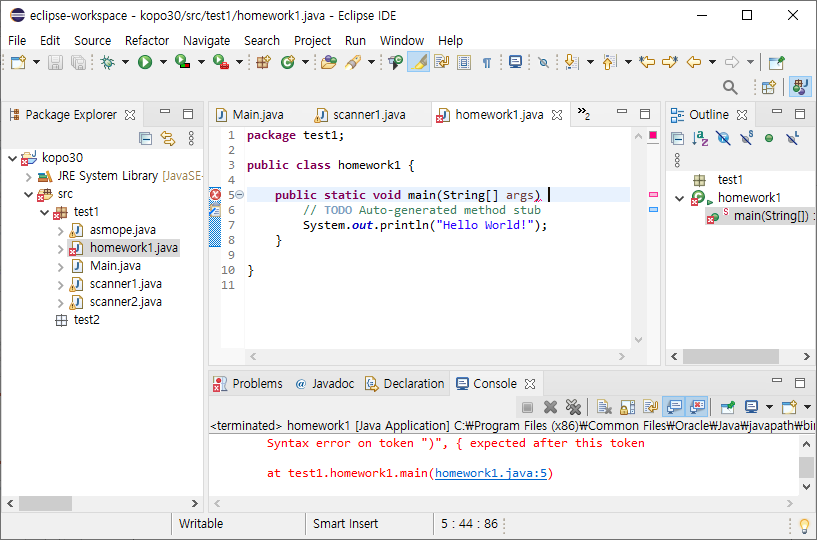 eclipse-workspace - kopo30/src/test1/homework1.java - Eclipse IDE
File Edit Source Refactor Navigate Search Project Run Window Help
Package Explorer
kopo30
JRE System Library [JavaSE-
src
test1
asmope.java
homework1.java
Main.java
scanner1.java
scanner2.java
test2
Main.java scanner1.java homework1.java 2
1 package test1;
2
3 public class homework1 {
4
5 public static void main(String[] args)
6 // TODO Auto-generated method stub
7 System.out.println("Hello World!");
8 }
9
10 }
11
Outline
test1
homework1
S main(String[]) :
Problems @ Javadoc Declaration Console
<terminated> homework1 [Java Application] C:₩Program Files (x86)₩Common Files₩Oracle₩Java₩javapath₩bin
Syntax error on token ")", { expected after this token
at test1.homework1.main(homework1.java:5)
Writable Smart Insert 5 : 44 : 86